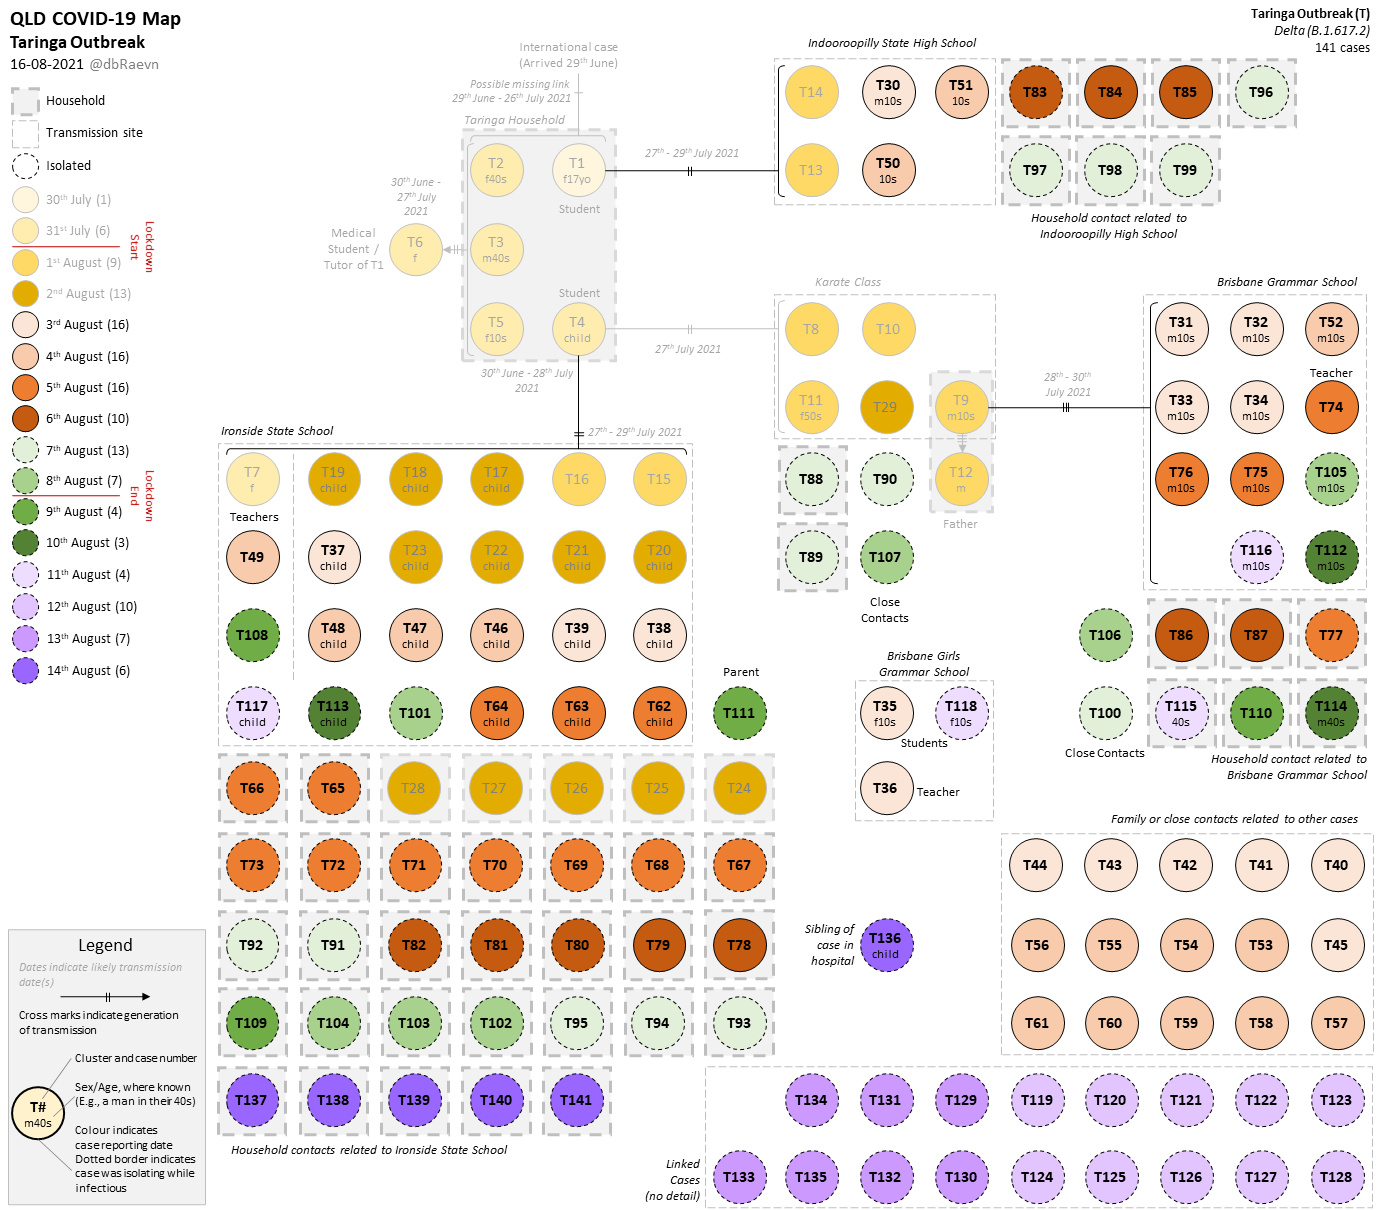 QLD COVID-19 Map
Taringa Outbreak
16-08-2021 @dbRaevn
Household
Transmission site
Isolated
30th July (1)
31st July (6)
Lockdown Start
1st August (9)
2nd August (13)
3rd August (16)
4th August (16)
5th August (16)
6th August (10)
7th August (13)
8th August (7)
Lockdown End
9th August (4)
10th August (3)
11th August (4)
12th August (10)
13th August (7)
14th August (6)
Taringa Outbreak (T)
Delta (B.1.617.2)
141 cases
International case
(Arrived 29th June)
Possible missing link
29th June - 26th July 2021
Taringa Household
T2
f40s
T1
f17yo
Student
30th June -
27th July
2021
Medical
Student /
Tutor of T1
T6
f
T3
m40s
Student
T5
f10s
T4
child
30th June - 28th July
2021
27th - 29th July 2021
Indooroopilly State High School
T14
T30
m10s
T51
10s
T13
T50
10s
T83
T84
T85
T96
T97
T98
T99
Household contact related to
Indooroopilly High School
27th July 2021
Karate Class
T8
T10
T11
f50s
T29
T9
m10s
T88
T90
T12
m
Father
T89
T107
Close
Contacts
28th - 30th
July 2021
Brisbane Grammar School
T31
m10s
T32
m10s
T52
m10s
Teacher
T33
m10s
T34
m10s
T74
T76
m10s
T75
m10s
T105
m10s
T116
m10s
T112
m10s
T106
T86
T87
T77
T100
Close Contacts
T115
40s
T110
T114
m40s
Household contact related to
Brisbane Grammar School
Brisbane Girls
Grammar School
T35
f10s
T118
f10s
Students
T36
Teacher
Ironside State School
27th - 29th July 2021
T7
f
T19
child
T18
child
T17
child
T16
T15
Teachers
T49
T37
child
T23
T22
T21
T20
T108
T48
child
T47
child
T46
child
T39
child
T38
child
T117
child
T113
child
T101
T64
child
T63
child
T62
child
Parent
T111
T66
T65
T28
T27
T26
T25
T24
T73
T72
T71
T70
T69
T68
T67
T92
T91
T82
T81
T80
T79
T78
T109
T104
T103
T102
T95
T94
T93
T137
T138
T139
T140
T141
Household contacts related to Ironside State School
Sibling of
case in
hospital
T136
child
Family or close contacts related to other cases
T44
T43
T42
T41
T40
T56
T55
T54
T53
T45
T61
T60
T59
T58
T57
Linked
Cases
(no detail)
T134
T131
T129
T119
T120
T121
T122
T123
T133
T135
T132
T130
T124
T125
T126
T127
T128
Legend
Dates indicate likely transmission
date(s)
Cross marks indicate generation
of transmission
Cluster and case number
Sex/Age, where known
(E.g., a man in their 40s)
T#
m40s
Colour indicates
case reporting date
Dotted border indicates
case was isolating while
infectious